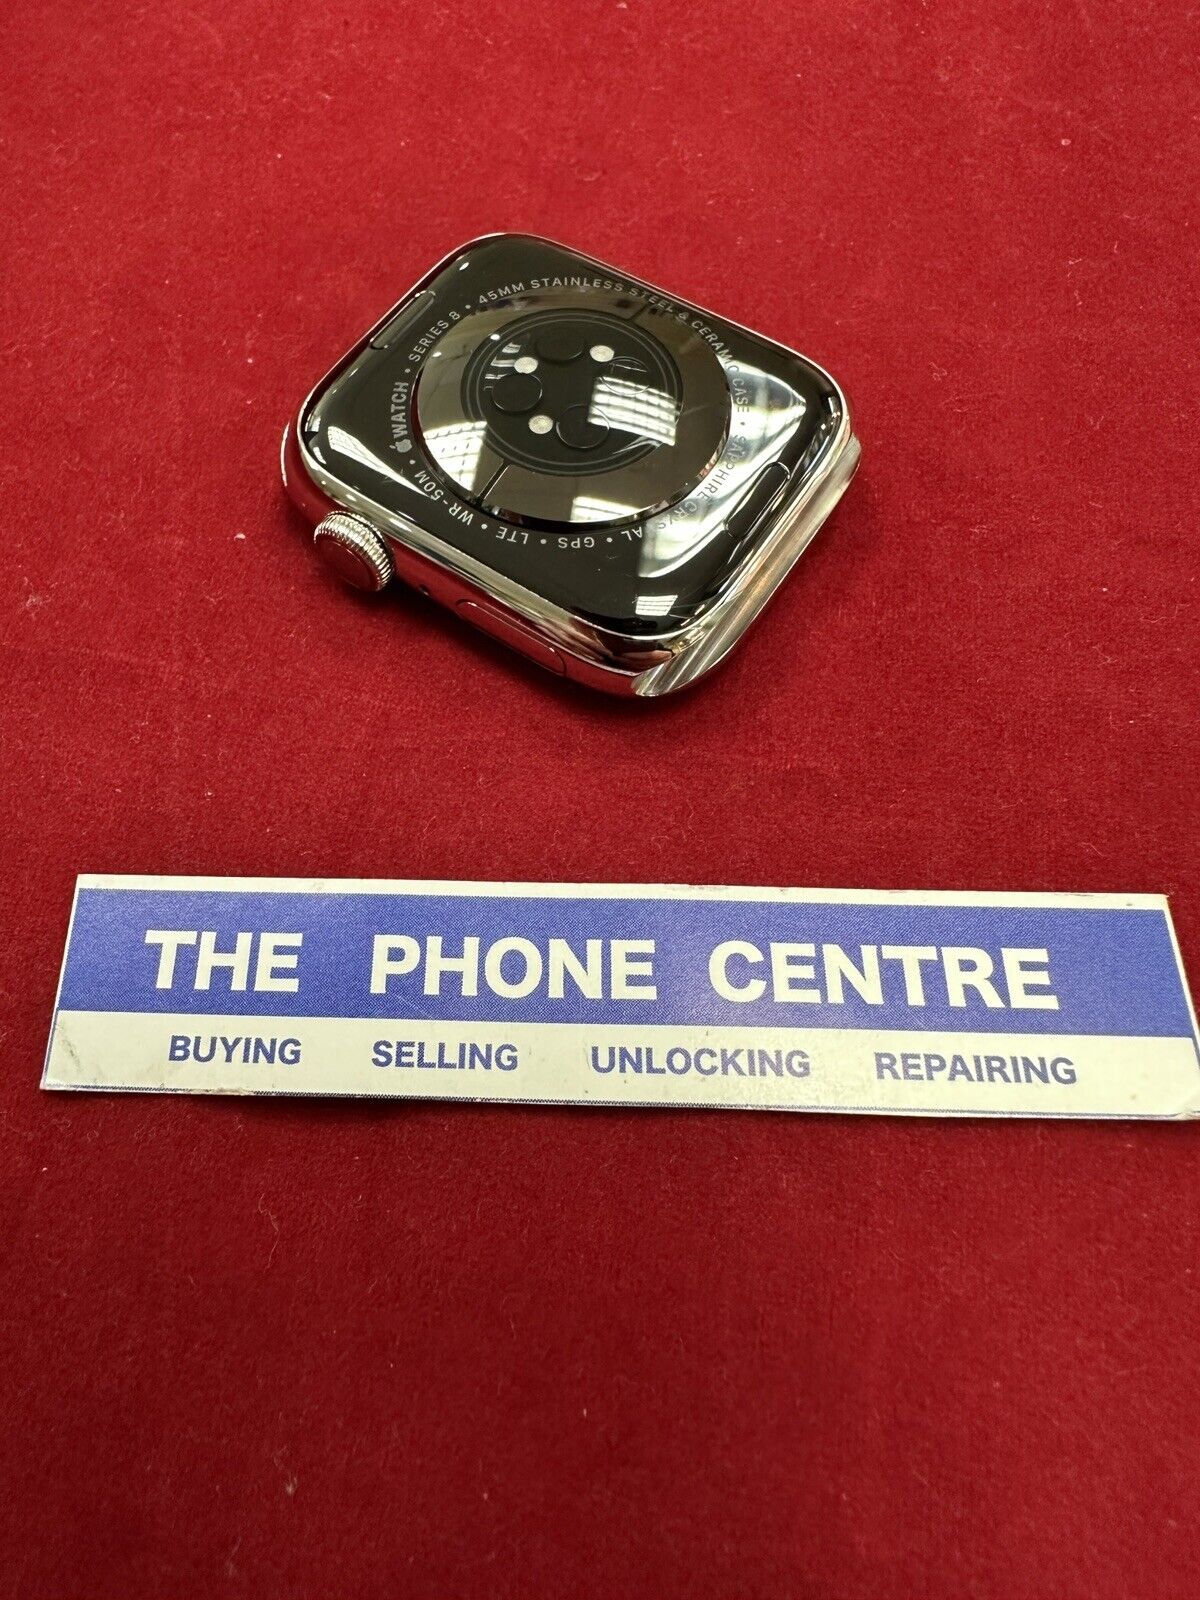 WATCH • SERIES 8 • 45MM STAINLESS STEEL & CERAMIC CASE • SAPPHIRE CRYSTAL • GPS • LTE • WR-50M •
THE PHONE CENTRE
BUYING SELLING UNLOCKING REPAIRING